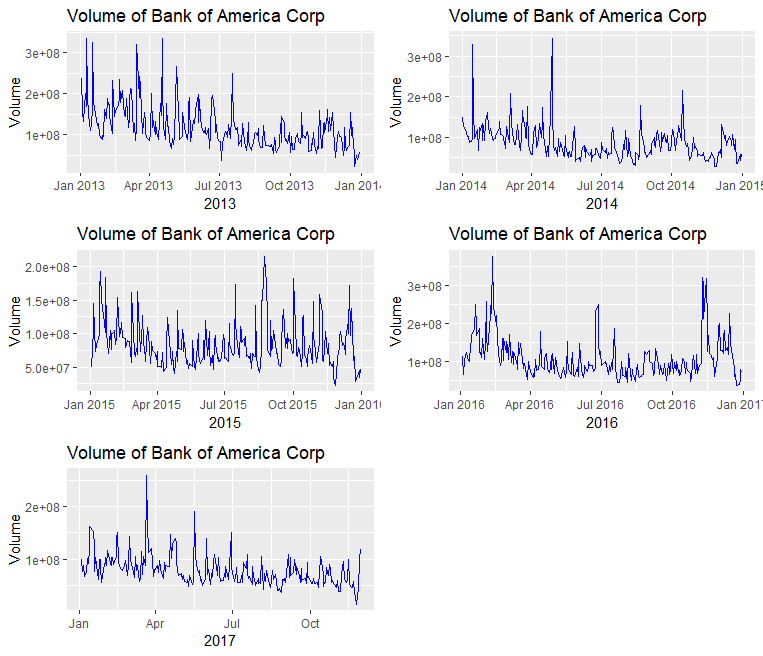 Volume of Bank of America Corp
Volume
3e+08
2e+08
1e+08
Jan 2013 Apr 2013 Jul 2013 Oct 2013 Jan 2014
2013
Volume of Bank of America Corp
Volume
3e+08
2e+08
1e+08
Jan 2014 Apr 2014 Jul 2014 Oct 2014 Jan 2015
2014
Volume of Bank of America Corp
Volume
2.0e+08
1.5e+08
1.0e+08
5.0e+07
Jan 2015 Apr 2015 Jul 2015 Oct 2015 Jan 2016
2015
Volume of Bank of America Corp
Volume
3e+08
2e+08
1e+08
Jan 2016 Apr 2016 Jul 2016 Oct 2016 Jan 2017
2016
Volume of Bank of America Corp
Volume
2e+08
1e+08
Jan Apr Jul Oct
2017